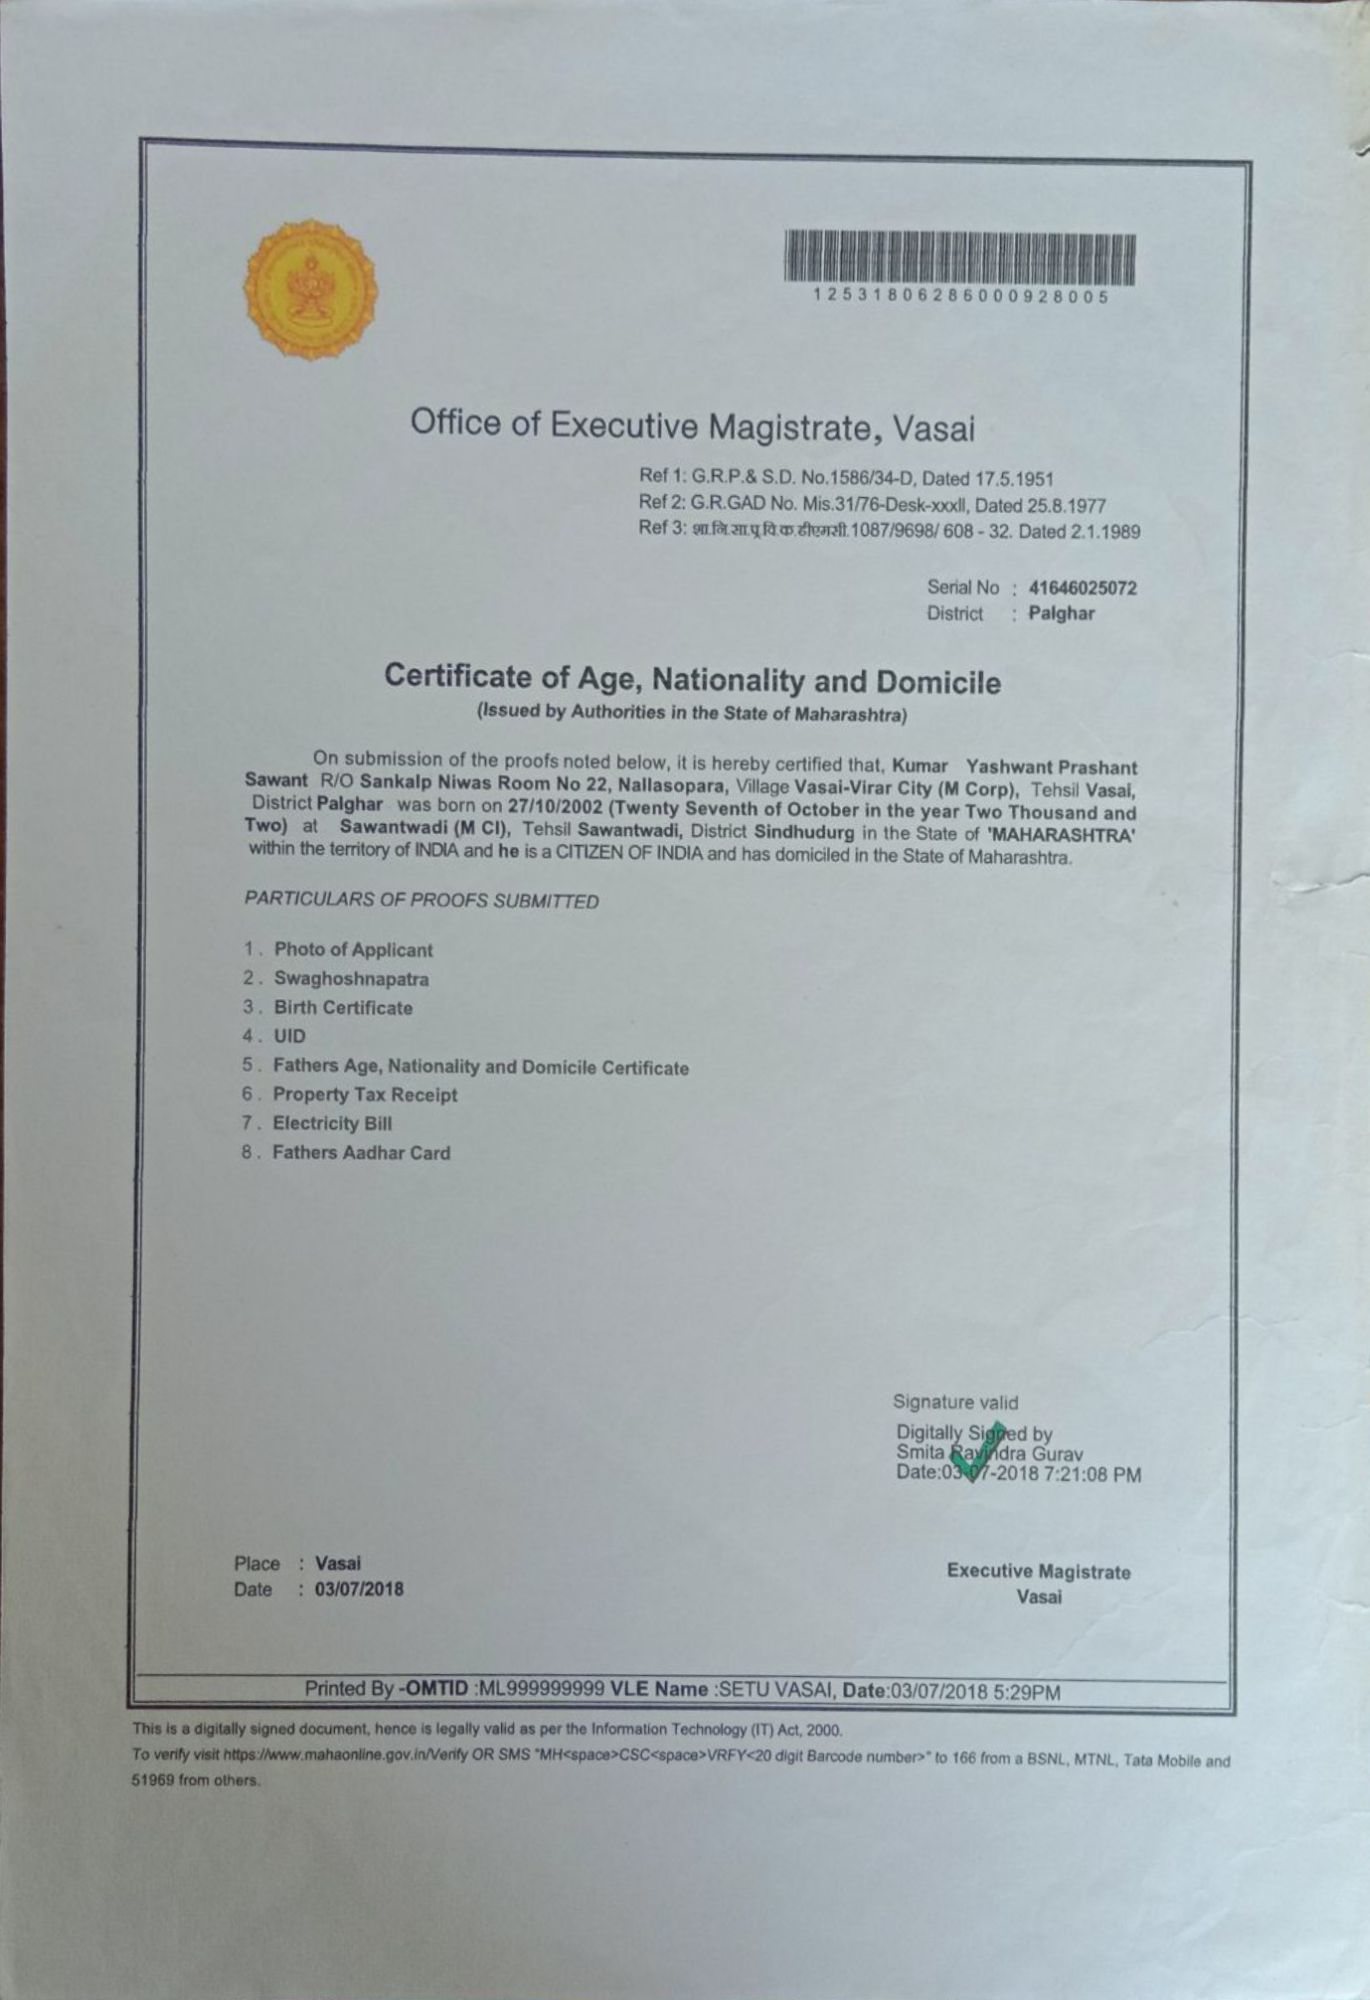 12531806286000928005
Office of Executive Magistrate, Vasai
Ref 1: G.R.P.& S.D. No.1586/34-D, Dated 17.5.1951
Ref 2: G.R.GAD No. Mis.31/76-Desk-xxxII, Dated 25.8.1977
Ref 3: शा.नि.सा.प्र.वि.क.डीएमसी.1087/9698/ 608 - 32. Dated 2.1.1989
Serial No : 41646025072
District : Palghar
Certificate of Age, Nationality and Domicile
(Issued by Authorities in the State of Maharashtra)
On submission of the proofs noted below, it is hereby certified that, Kumar Yashwant Prashant
Sawant R/O Sankalp Niwas Room No 22, Nallasopara, Village Vasai-Virar City (M Corp), Tehsil Vasai,
District Palghar was born on 27/10/2002 (Twenty Seventh of October in the year Two Thousand and
Two) at Sawantwadi (M Cl), Tehsil Sawantwadi, District Sindhudurg in the State of 'MAHARASHTRA'
within the territory of INDIA and he is a CITIZEN OF INDIA and has domiciled in the State of Maharashtra.
PARTICULARS OF PROOFS SUBMITTED
1 . Photo of Applicant
2 . Swaghoshnapatra
3 . Birth Certificate
4 . UID
5 . Fathers Age, Nationality and Domicile Certificate
6 . Property Tax Receipt
7 . Electricity Bill
8 . Fathers Aadhar Card
Signature valid
Digitally Signed by
Smita Ravindra Gurav
Date:03-07-2018 7:21:08 PM
Place : Vasai
Date : 03/07/2018
Executive Magistrate
Vasai
Printed By -OMTID :ML999999999 VLE Name :SETU VASAI, Date:03/07/2018 5:29PM
This is a digitally signed document, hence is legally valid as per the Information Technology (IT) Act, 2000.
To verify visit https://www.mahaonline.gov.in/Verify OR SMS "MH<space>CSC<space>VRFY<20 digit Barcode number>" to 166 from a BSNL, MTNL, Tata Mobile and
51969 from others.